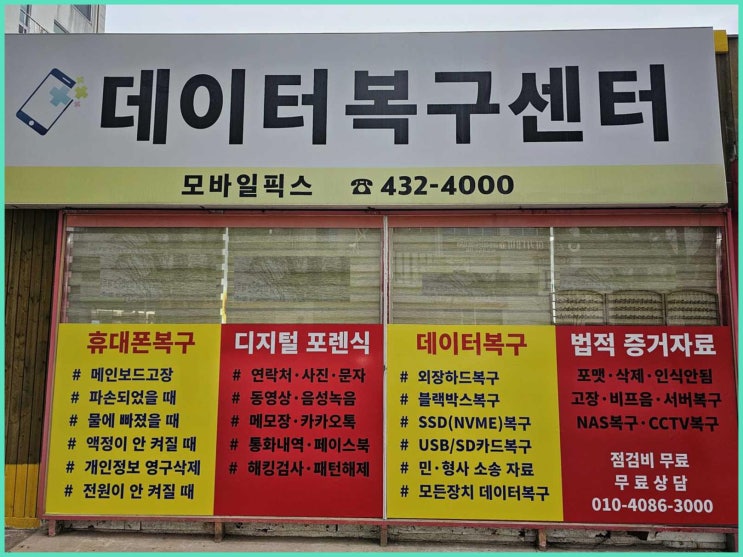 데이터복구센터
모바일픽스 ☎ 432-4000
휴대폰복구
# 메인보드고장
# 파손되었을 때
# 물에 빠졌을 때
# 액정이 안 켜질 때
# 개인정보 영구삭제
# 전원이 안 켜질 때
디지털 포렌식
# 연락처·사진·문자
# 동영상·음성녹음
# 메모장·카카오톡
# 통화내역·페이스북
# 해킹검사·패턴해제
데이터복구
# 외장하드복구
# 블랙박스복구
# SSD(NVME)복구
# USB/SD카드복구
# 민·형사 소송 자료
# 모든장치 데이터복구
법적 증거자료
포맷·삭제·인식안됨
고장·비프음·서버복구
NAS복구·CCTV복구
점검비 무료
무료상담
010-4086-3000